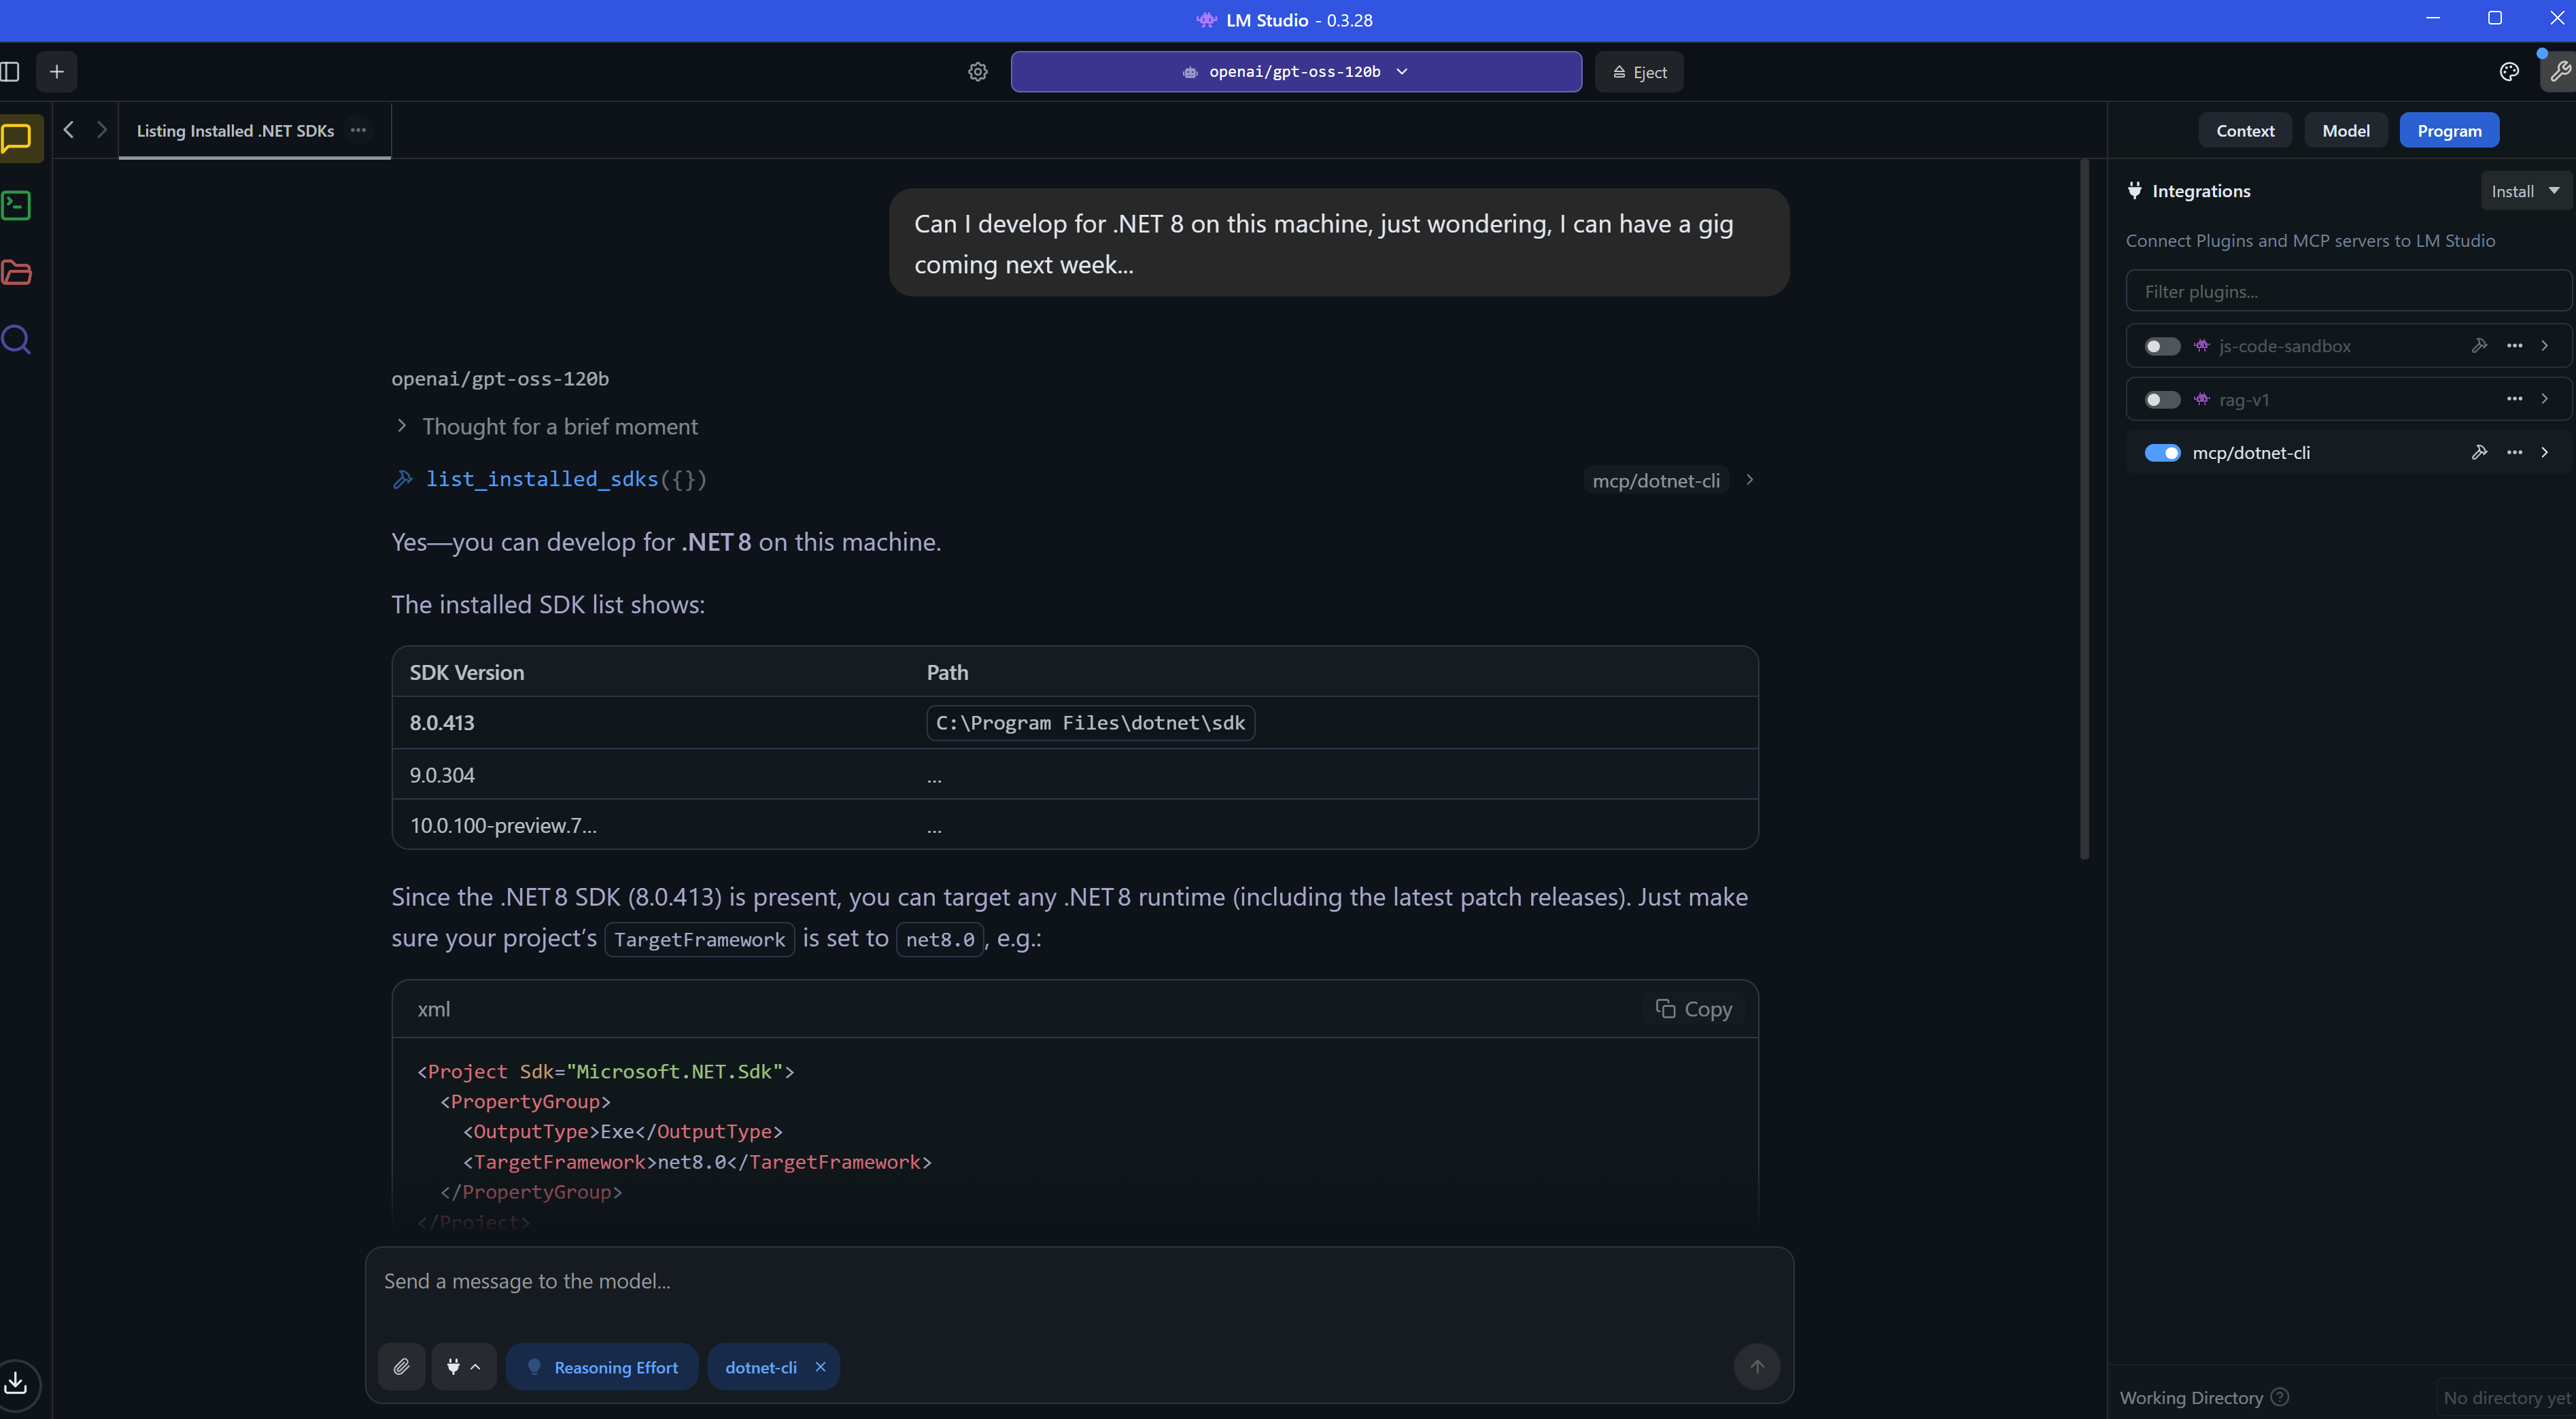 LM Studio - 0.3.28
openai/gpt-oss-120b
Eject
Listing Installed .NET SDKs
Context
Model
Program
Can I develop for .NET 8 on this machine, just wondering, I can have a gig
coming next week...
openai/gpt-oss-120b
Thought for a brief moment
list_installed_sdks({})
mcp/dotnet-cli
Yes—you can develop for .NET 8 on this machine.
The installed SDK list shows:
SDK Version Path
8.0.413 C:\Program Files\dotnet\sdk
9.0.304 ...
10.0.100-preview.7... ...
Since the .NET 8 SDK (8.0.413) is present, you can target any .NET 8 runtime (including the latest patch releases). Just make
sure your project’s TargetFramework is set to net8.0, e.g.:
xml
Copy
<Project Sdk="Microsoft.NET.Sdk">
  <PropertyGroup>
    <OutputType>Exe</OutputType>
    <TargetFramework>net8.0</TargetFramework>
  </PropertyGroup>
</Project>
Send a message to the model...
Reasoning Effort
dotnet-cli
Integrations
Install
Connect Plugins and MCP servers to LM Studio
Filter plugins...
js-code-sandbox
rag-v1
mcp/dotnet-cli
Working Directory
No directory yet